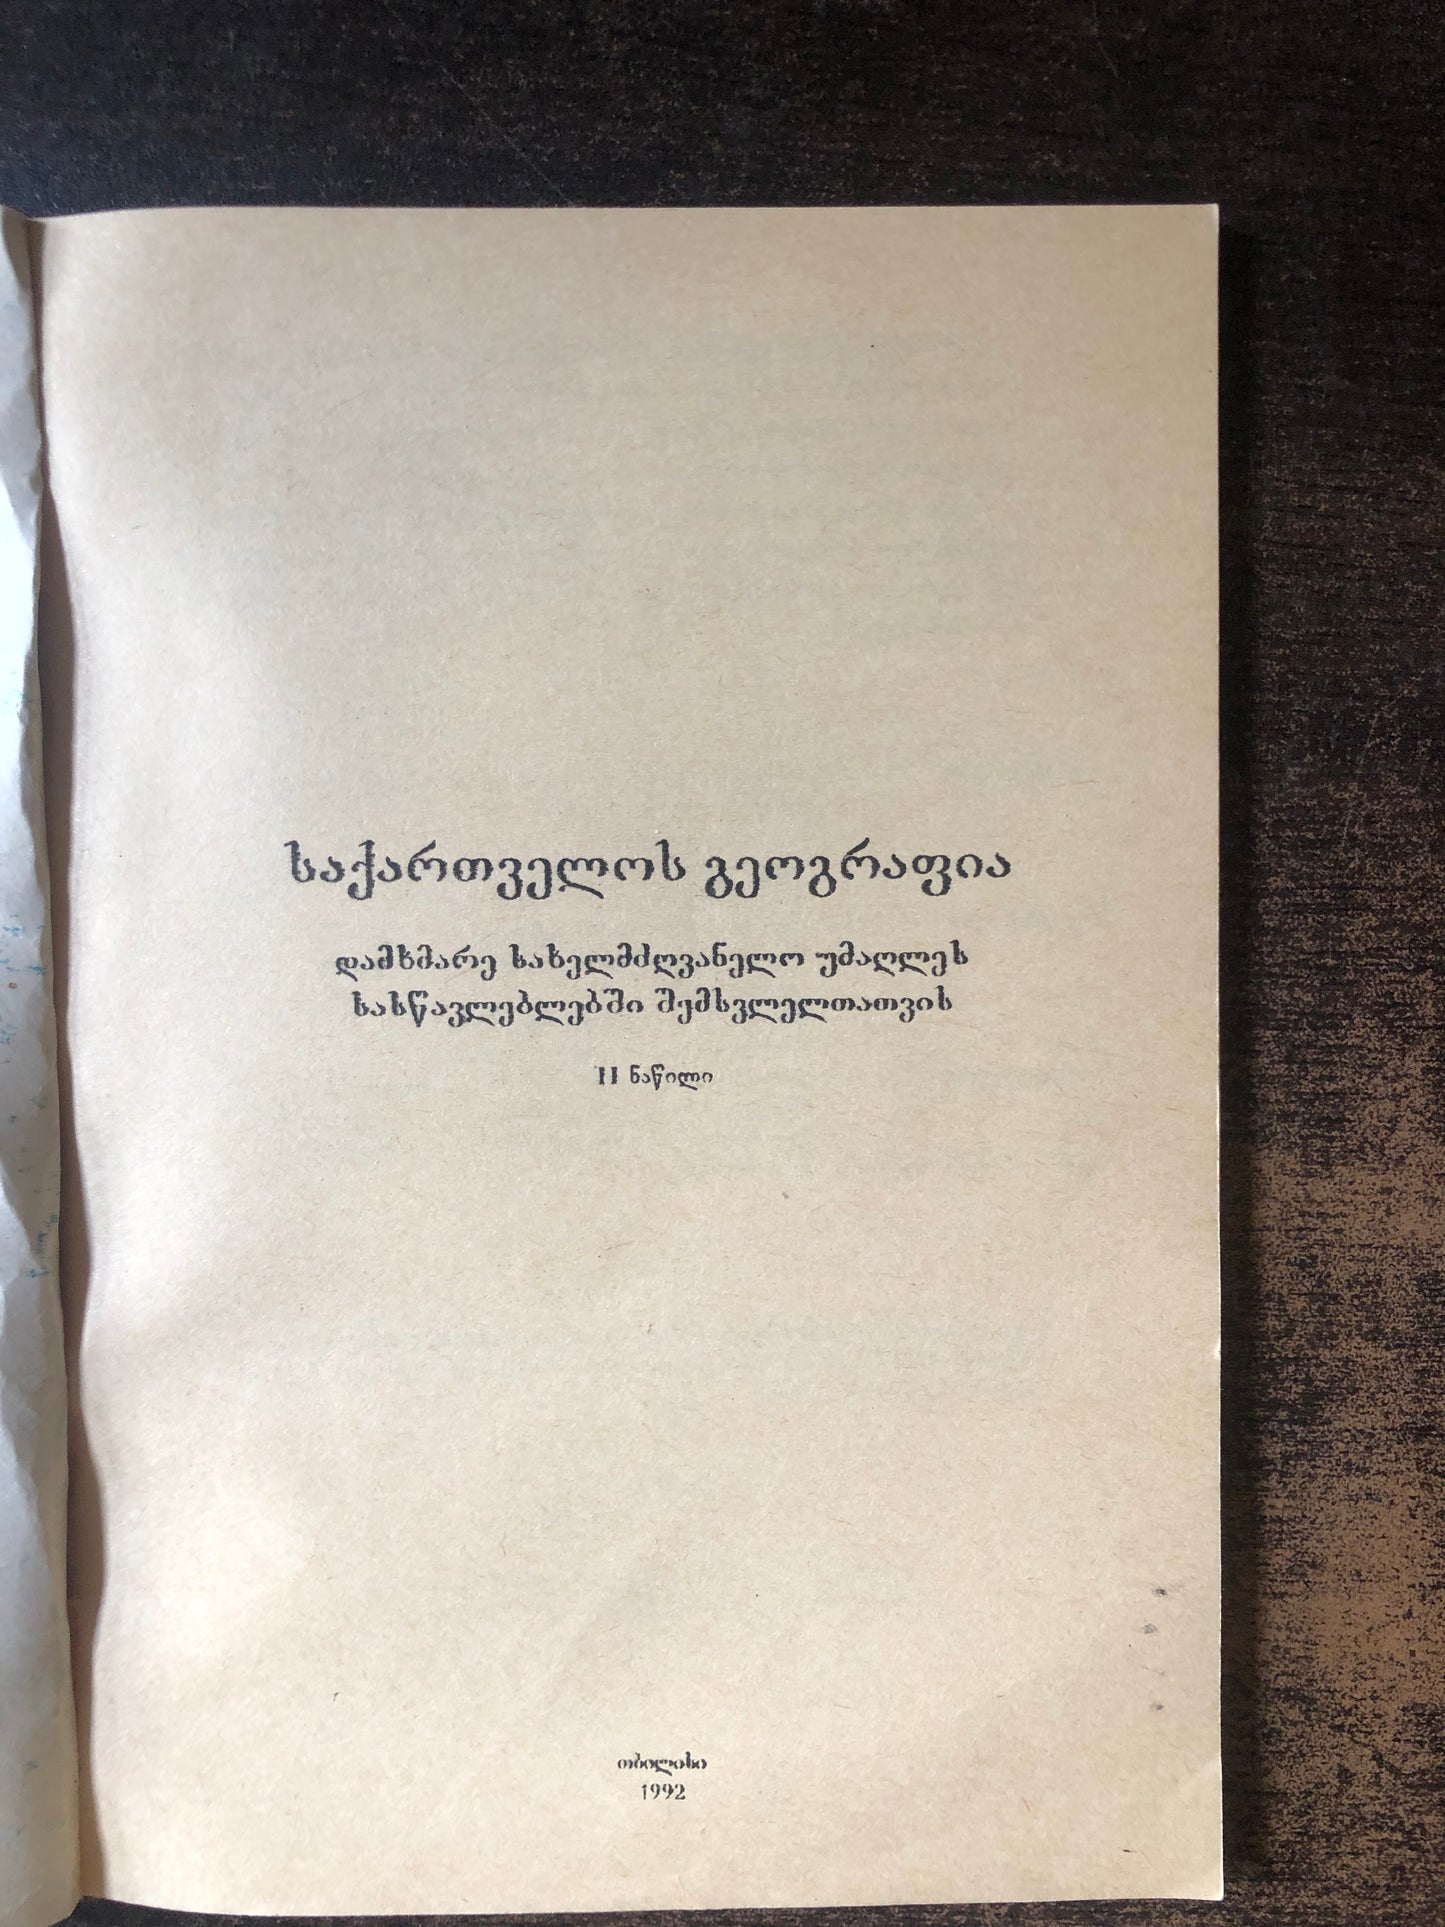 საქართველოს გეოგრაფია
დამხმარე სახელმძღვანელო უმაღლეს
სასწავლებლებში შემსვლელთათვის
II ნაწილი
თბილისი
1992